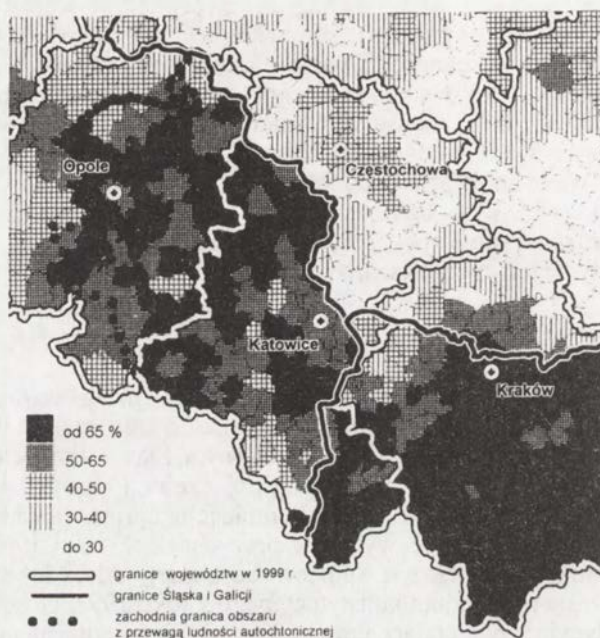 Opole
Częstochowa
Katowice
Kraków
od 65 %
50-65
40-50
30-40
do 30
granice województw w 1999 r.
granice Śląska i Galicji
zachodnia granica obszaru
z przewagą ludności autochtonicznej